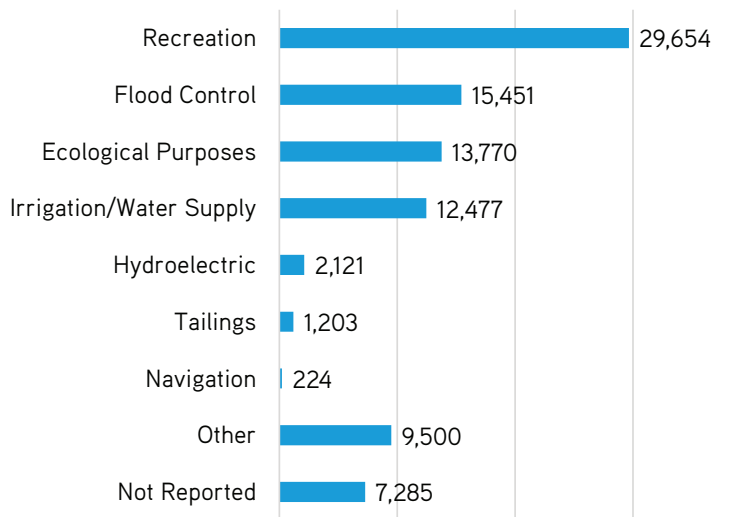 Recreation 29,654
Flood Control 15,451
Ecological Purposes 13,770
Irrigation/Water Supply 12,477
Hydroelectric 2,121
Tailings 1,203
Navigation 224
Other 9,500
Not Reported 7,285